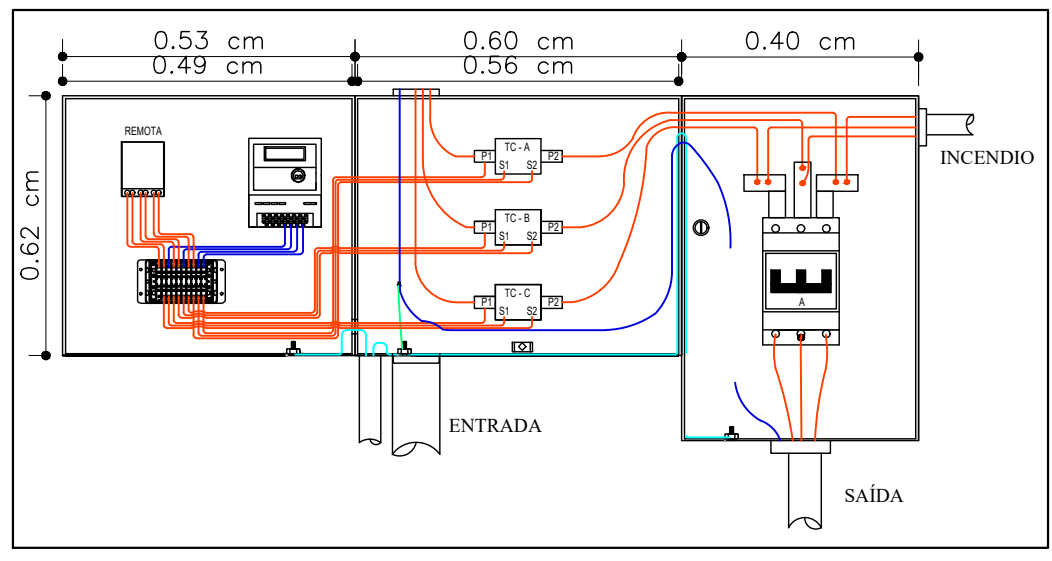 0.53 cm
0.60 cm
0.40 cm
0.49 cm
0.56 cm
0.62 cm
REMOTA
TC - A
P1
S1
S2
P2
TC - B
P1
S1
S2
P2
TC - C
P1
S1
S2
P2
A
INCENDIO
ENTRADA
SAÍDA